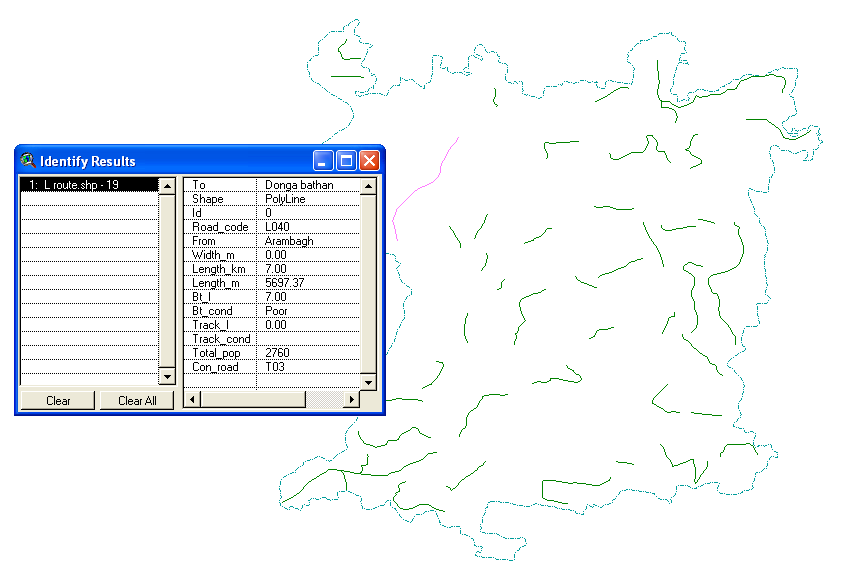 Identify Results
1: L route.shp - 19
To Donga bathan
Shape PolyLine
Id 0
Road_code L040
From Arambagh
Width_m 0.00
Length_km 7.00
Length_m 5697.37
Bt_l 7.00
Bt_cond Poor
Track_l 0.00
Track_cond
Total_pop 2760
Con_road T03
Clear Clear All